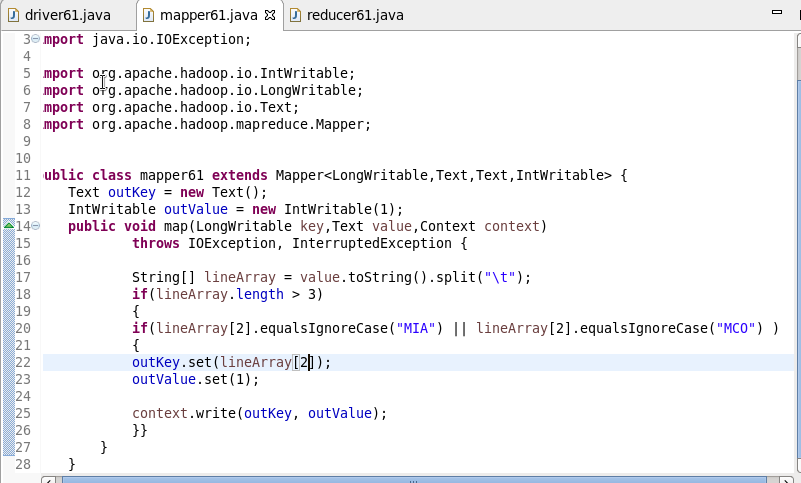 driver61.java mapper61.java reducer61.java
3 mport java.io.IOException;
4
5 mport org.apache.hadoop.io.IntWritable;
6 mport org.apache.hadoop.io.LongWritable;
7 mport org.apache.hadoop.io.Text;
8 mport org.apache.hadoop.mapreduce.Mapper;
9
10
11 ublic class mapper61 extends Mapper<LongWritable,Text,Text,IntWritable> {
12 Text outKey = new Text();
13 IntWritable outValue = new IntWritable(1);
14 public void map(LongWritable key,Text value,Context context)
15 throws IOException, InterruptedException {
16
17 String[] lineArray = value.toString().split("\t");
18 if(lineArray.length > 3)
19 {
20 if(lineArray[2].equalsIgnoreCase("MIA") || lineArray[2].equalsIgnoreCase("MCO") )
21 {
22 outKey.set(lineArray[2]);
23 outValue.set(1);
24
25 context.write(outKey, outValue);
26 }}
27 }
28 }